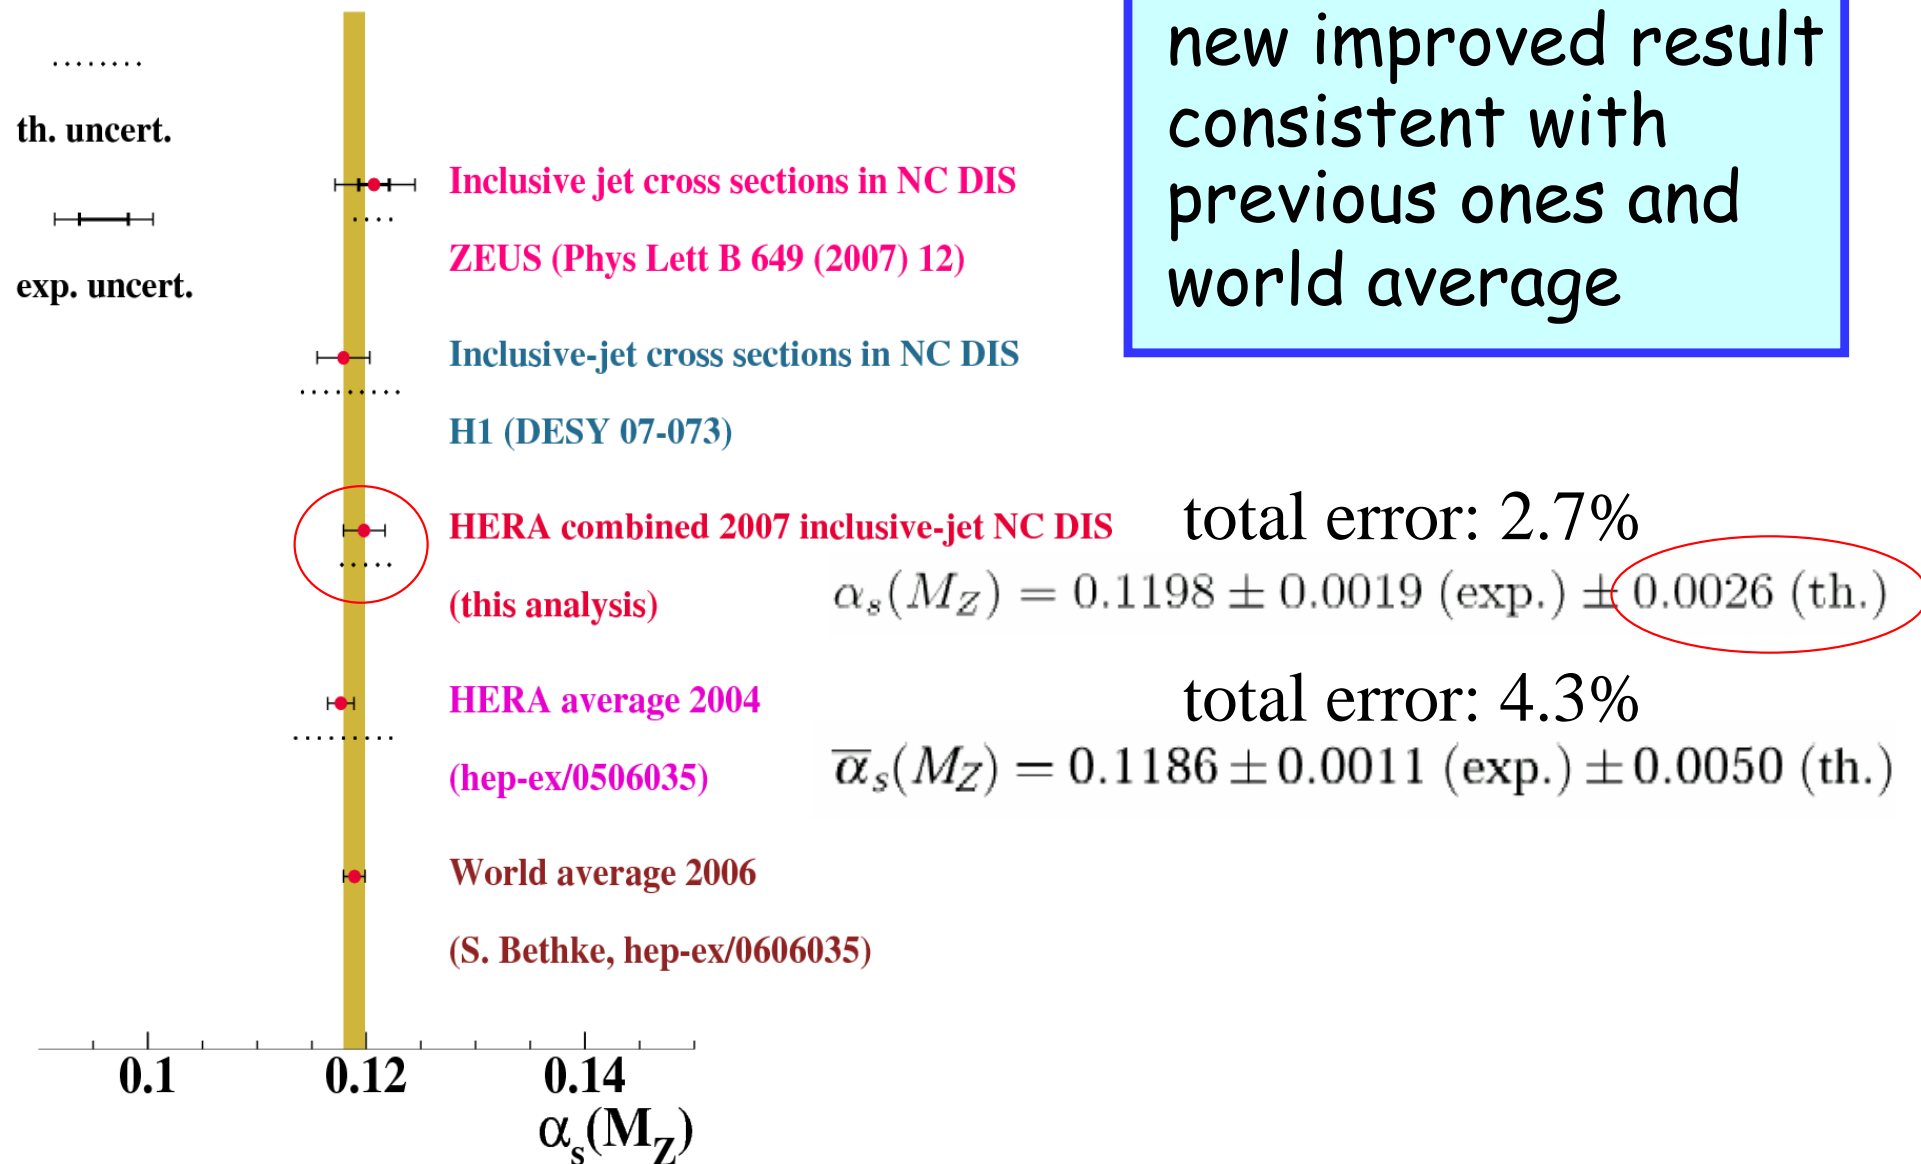 new improved result
consistent with
previous ones and
world average
th. uncert.
exp. uncert.
Inclusive jet cross sections in NC DIS
ZEUS (Phys Lett B 649 (2007) 12)
Inclusive-jet cross sections in NC DIS
H1 (DESY 07-073)
HERA combined 2007 inclusive-jet NC DIS
(this analysis)
total error: 2.7%
αs(MZ) = 0.1198 ± 0.0019 (exp.) ± 0.0026 (th.)
HERA average 2004
(hep-ex/0506035)
total error: 4.3%
α̅s(MZ) = 0.1186 ± 0.0011 (exp.) ± 0.0050 (th.)
World average 2006
(S. Bethke, hep-ex/0606035)
0.1 0.12 0.14
αs(MZ)